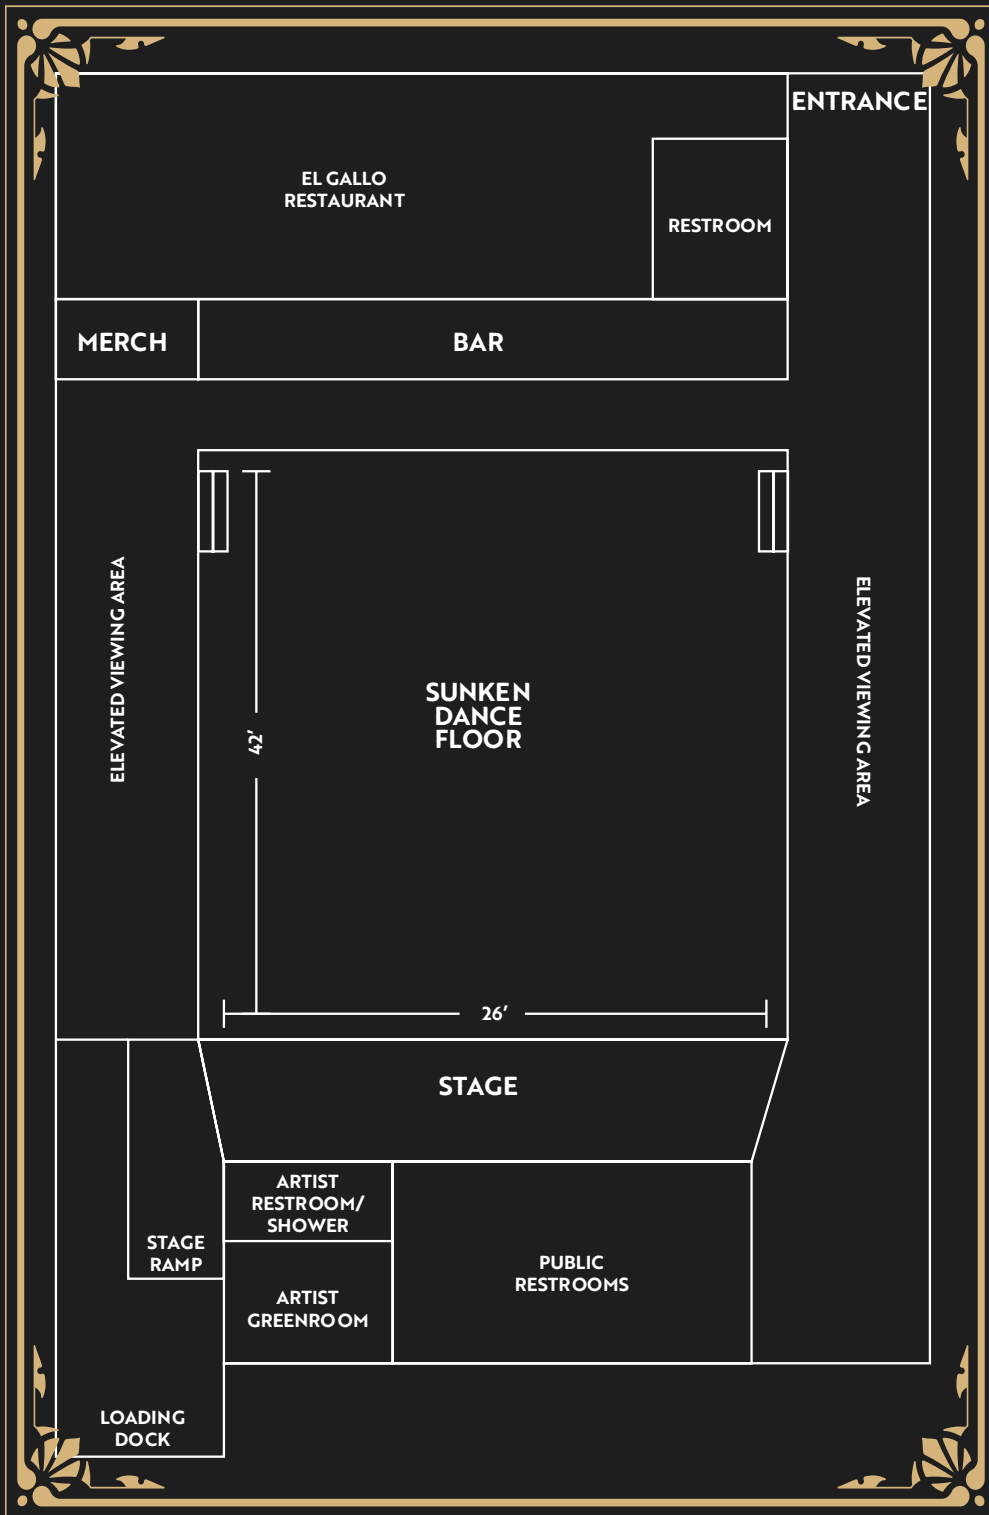 ENTRANCE
EL GALLO
RESTAURANT
RESTROOM
MERCH
BAR
ELEVATED VIEWING AREA
42’
SUNKEN
DANCE
FLOOR
ELEVATED VIEWING AREA
26’
STAGE
ARTIST
RESTROOM/
SHOWER
STAGE
RAMP
PUBLIC
RESTROOMS
ARTIST
GREENROOM
LOADING
DOCK